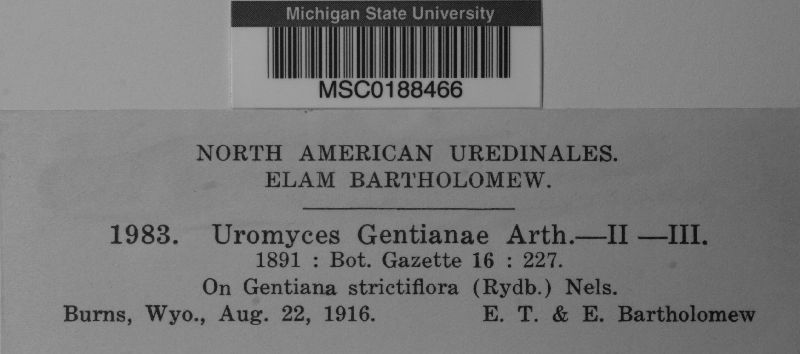 Michigan State University
MSC0188466
NORTH AMERICAN UREDINALES.
ELAM BARTHOLOMEW.
1983. Uromyces Gentianae Arth.—II —III.
1891 : Bot. Gazette 16 : 227.
On Gentiana strictiflora (Rydb.) Nels.
Burns, Wyo., Aug. 22, 1916. E. T. & E. Bartholomew